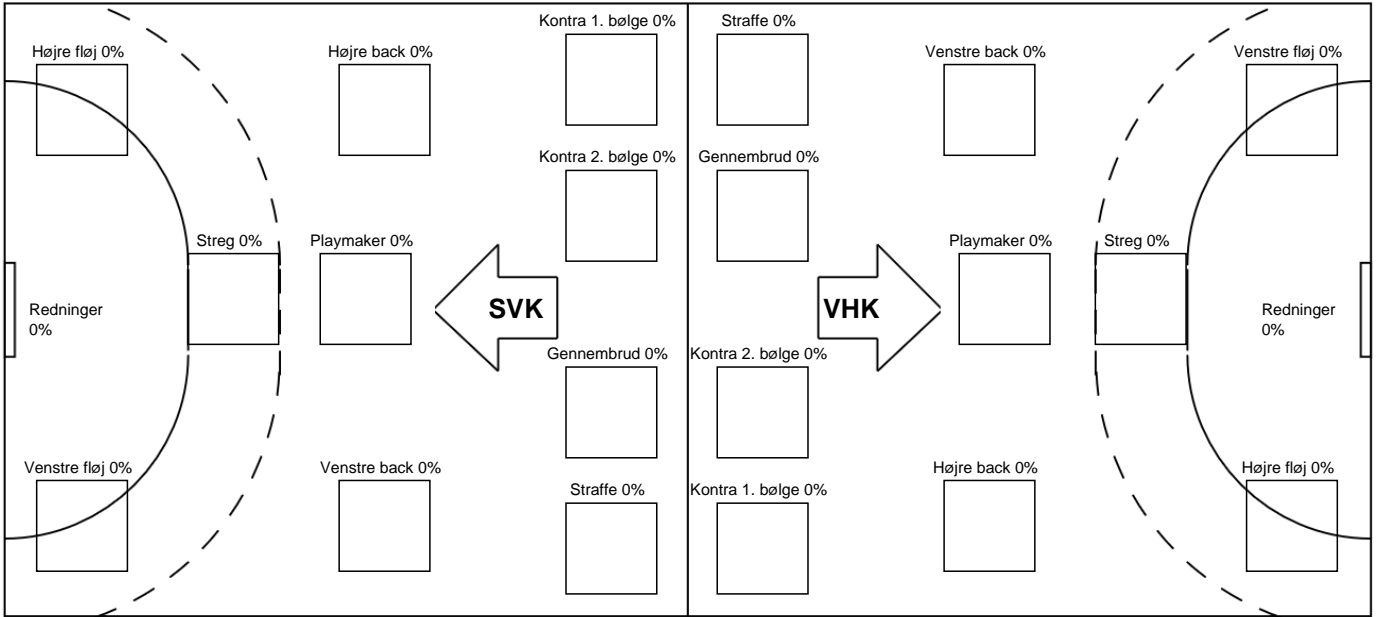 Kontra 1. bølge 0%
Straffe 0%
Højre fløj 0%
Højre back 0%
Venstre back 0%
Venstre fløj 0%
Kontra 2. bølge 0%
Gennembrud 0%
Streg 0%
Playmaker 0%
Playmaker 0%
Streg 0%
Redninger
0%
SVK
VHK
Redninger
0%
Gennembrud 0%
Kontra 2. bølge 0%
Venstre fløj 0%
Venstre back 0%
Straffe 0%
Kontra 1. bølge 0%
Højre back 0%
Højre fløj 0%